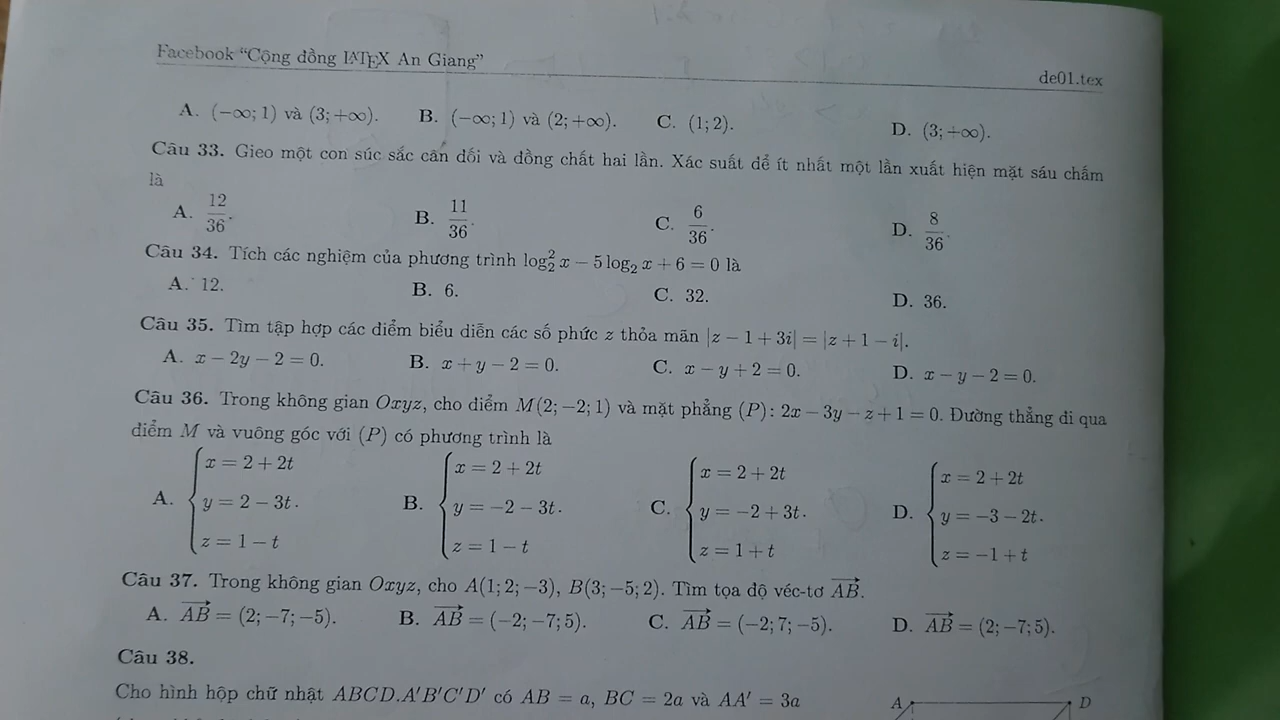 Facebook “Cộng đồng LATEX An Giang”
de01.tex
A. (−∞; 1) và (3; +∞). B. (−∞; 1) và (2; +∞). C. (1; 2). D. (3; +∞).
Câu 33. Gieo một con súc sắc cân đối và đồng chất hai lần. Xác suất để ít nhất một lần xuất hiện mặt sáu chấm
là
A. 12/36. B. 11/36. C. 6/36. D. 8/36.
Câu 34. Tích các nghiệm của phương trình log₂² x − 5 log₂ x + 6 = 0 là
A. 12. B. 6. C. 32. D. 36.
Câu 35. Tìm tập hợp các điểm biểu diễn các số phức z thỏa mãn |z − 1 + 3i| = |z + 1 − i|.
A. x − 2y − 2 = 0. B. x + y − 2 = 0. C. x − y + 2 = 0. D. x − y − 2 = 0.
Câu 36. Trong không gian Oxyz, cho điểm M(2; −2; 1) và mặt phẳng (P): 2x − 3y − z + 1 = 0. Đường thẳng đi qua
điểm M và vuông góc với (P) có phương trình là
A. { x = 2 + 2t; y = 2 − 3t; z = 1 − t. B. { x = 2 + 2t; y = −2 − 3t; z = 1 − t. C. { x = 2 + 2t; y = −2 + 3t; z = 1 + t. D. { x = 2 + 2t; y = −3 − 2t; z = −1 + t.
Câu 37. Trong không gian Oxyz, cho A(1; 2; −3), B(3; −5; 2). Tìm tọa độ véc-tơ AB→.
A. AB→ = (2; −7; −5). B. AB→ = (−2; −7; 5). C. AB→ = (−2; 7; −5). D. AB→ = (2; −7; 5).
Câu 38.
Cho hình hộp chữ nhật ABCD.A′B′C′D′ có AB = a, BC = 2a và AA′ = 3a
A D